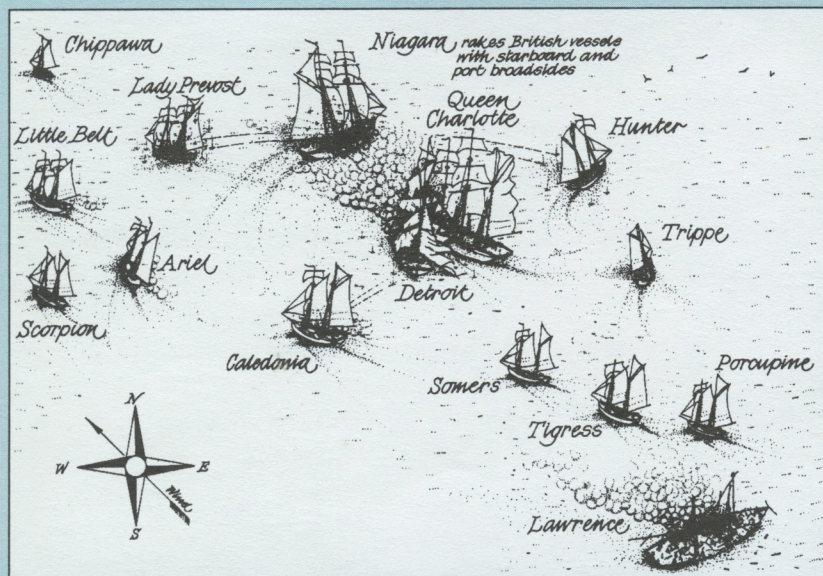 Chippawa
Niagara rakes British vessels
with starboard and
port broadsides
Lady Prevost
Queen
Charlotte
Hunter
Little Belt
Trippe
Ariel
Detroit
Scorpion
Caledonia
Somers
Porcupine
Tigress
N
W E
Wind
S
Lawrence